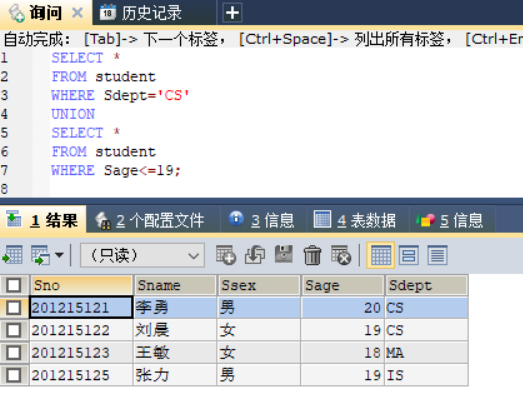 询问 历史记录
自动完成: [Tab]-> 下一个标签, [Ctrl+Space]-> 列出所有标签, [Ctrl+En
1 SELECT *
2 FROM student
3 WHERE Sdept='CS'
4 UNION
5 SELECT *
6 FROM student
7 WHERE Sage<=19;
8
1 结果 2 个配置文件 3 信息 4 表数据 5 信息
(只读)
Sno Sname Ssex Sage Sdept
201215121 李勇 男 20 CS
201215122 刘晨 女 19 CS
201215123 王敏 女 18 MA
201215125 张力 男 19 IS